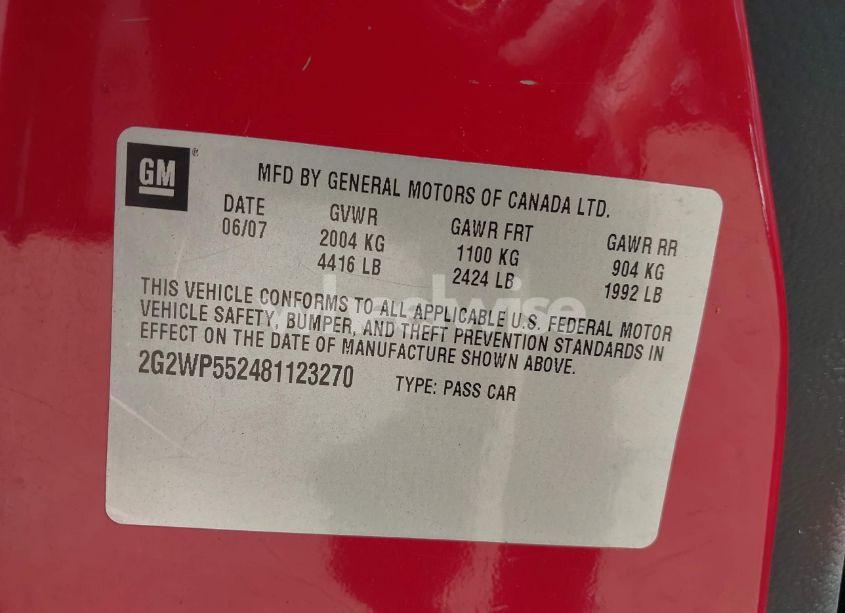 GM®
MFD BY GENERAL MOTORS OF CANADA LTD.
DATE GVWR GAWR FRT GAWR RR
06/07 2004 KG 1100 KG 904 KG
4416 LB 2424 LB 1992 LB
THIS VEHICLE CONFORMS TO ALL APPLICABLE U.S. FEDERAL MOTOR
VEHICLE SAFETY, BUMPER, AND THEFT PREVENTION STANDARDS IN
EFFECT ON THE DATE OF MANUFACTURE SHOWN ABOVE.
2G2WP552481123270 TYPE: PASS CAR